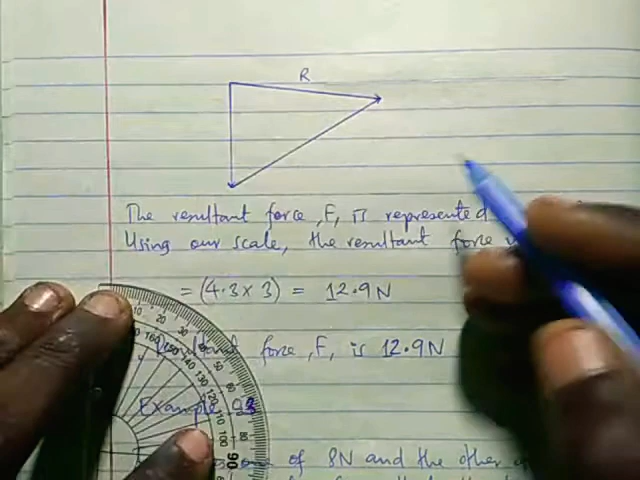 R
The resultant force, F, is represented
Using our scale, the resultant force
= (4.3 x 3) = 12.9N
force, F, is 12.9N
Example 03
one of 8N and the other